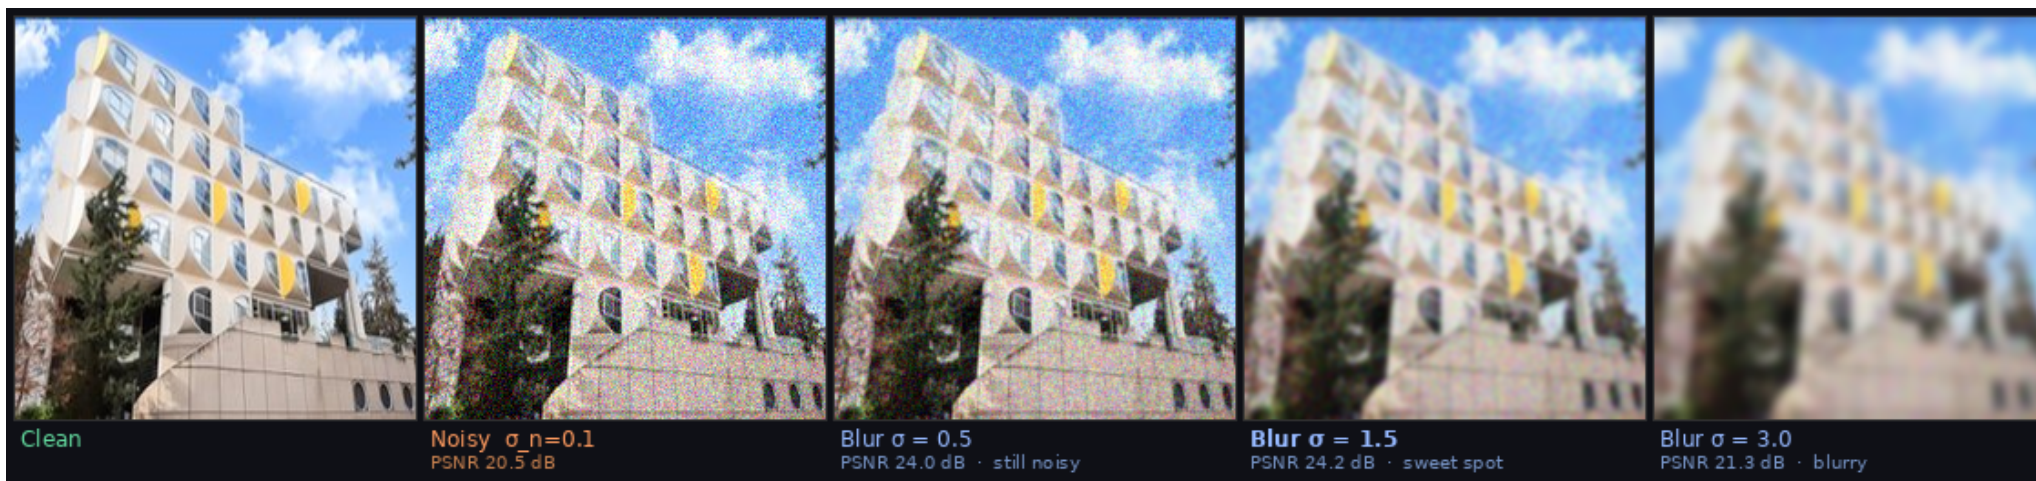 Clean
Noisy σ_n=0.1
PSNR 20.5 dB
Blur σ = 0.5
PSNR 24.0 dB · still noisy
Blur σ = 1.5
PSNR 24.2 dB · sweet spot
Blur σ = 3.0
PSNR 21.3 dB · blurry